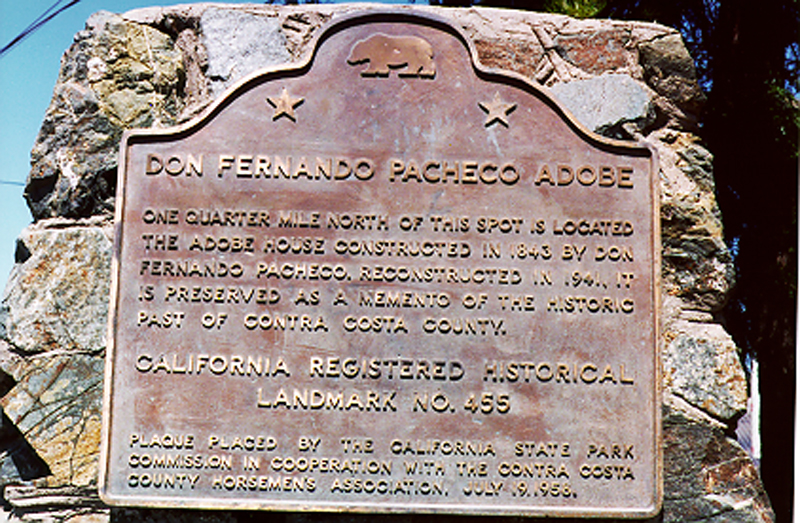 DON FERNANDO PACHECO ADOBE
ONE QUARTER MILE NORTH OF THIS SPOT IS LOCATED
THE ADOBE HOUSE CONSTRUCTED IN 1843 BY DON
FERNANDO PACHECO. RECONSTRUCTED IN 1941, IT
IS PRESERVED AS A MEMENTO OF THE HISTORIC
PAST OF CONTRA COSTA COUNTY.
CALIFORNIA REGISTERED HISTORICAL
LANDMARK NO. 455
PLAQUE PLACED BY THE CALIFORNIA STATE PARK
COMMISSION IN COOPERATION WITH THE CONTRA COSTA
COUNTY HORSEMEN'S ASSOCIATION, JULY 19, 1958.